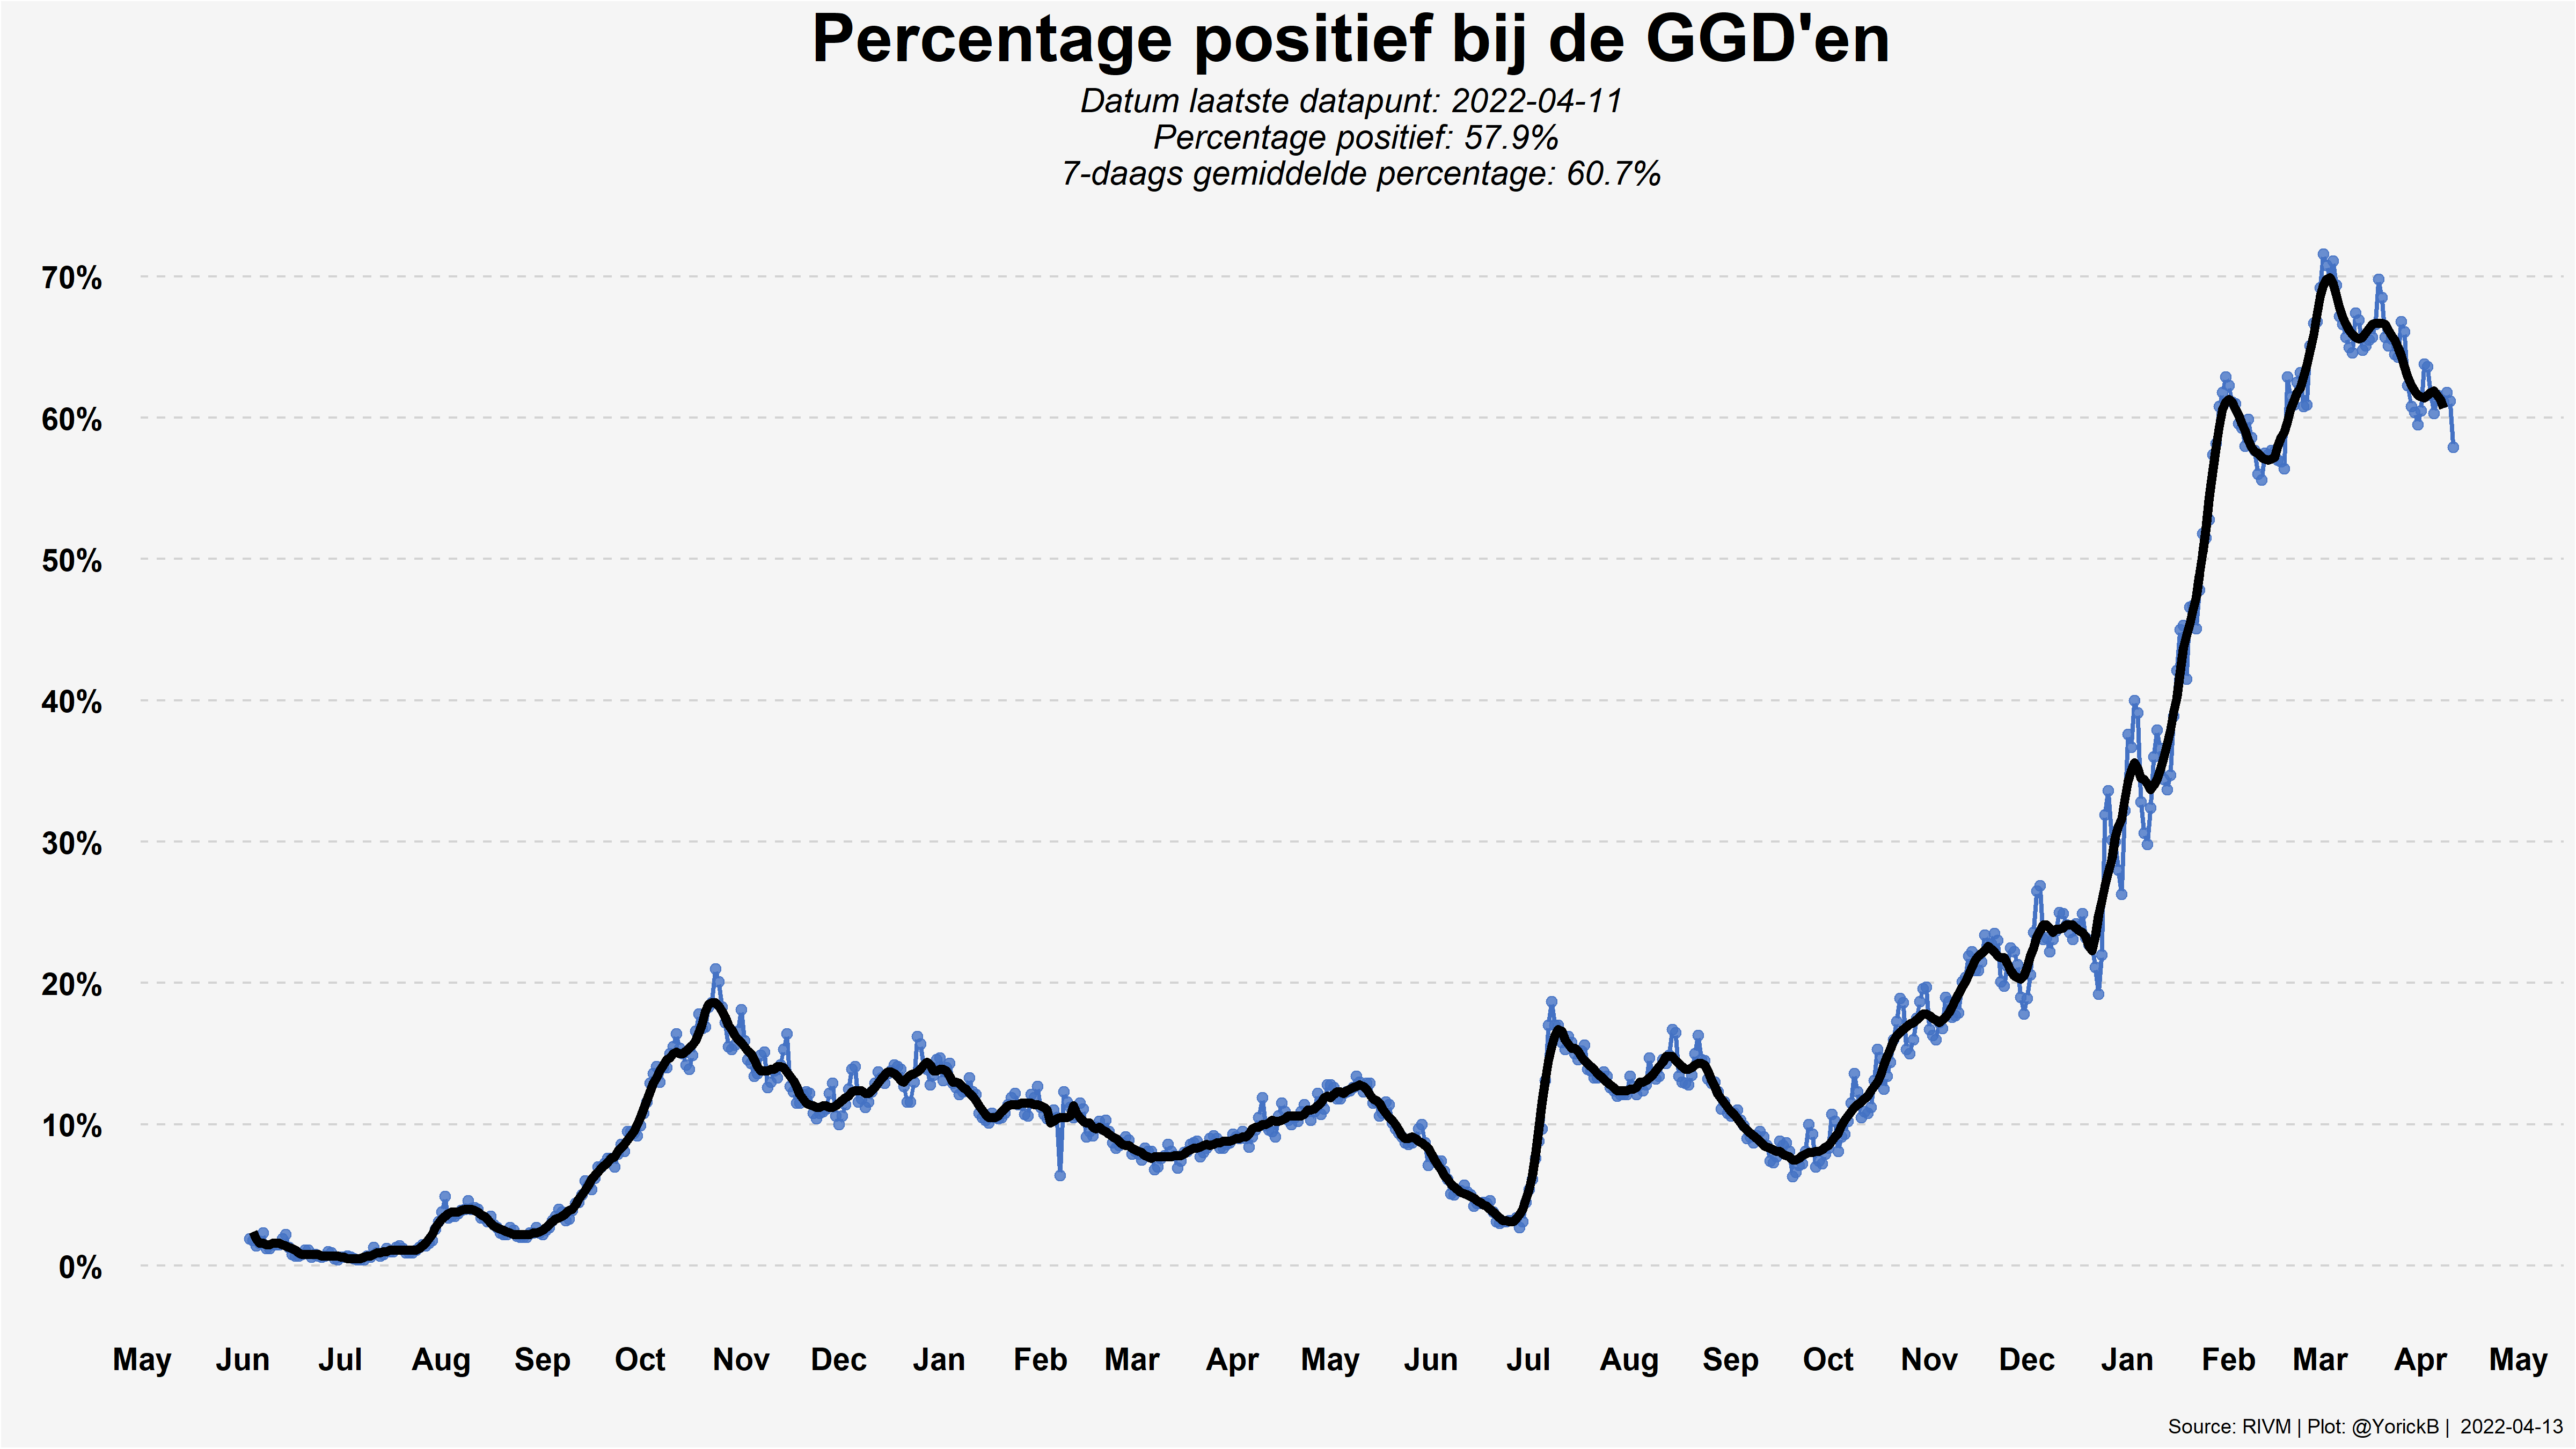 Percentage positief bij de GGD'en
Datum laatste datapunt: 2022-04-11
Percentage positief: 57.9%
7-daags gemiddelde percentage: 60.7%
70%
60%
50%
40%
30%
20%
10%
0%
May Jun Jul Aug Sep Oct Nov Dec Jan Feb Mar Apr May Jun Jul Aug Sep Oct Nov Dec Jan Feb Mar Apr May
Source: RIVM | Plot: @YorickB | 2022-04-13